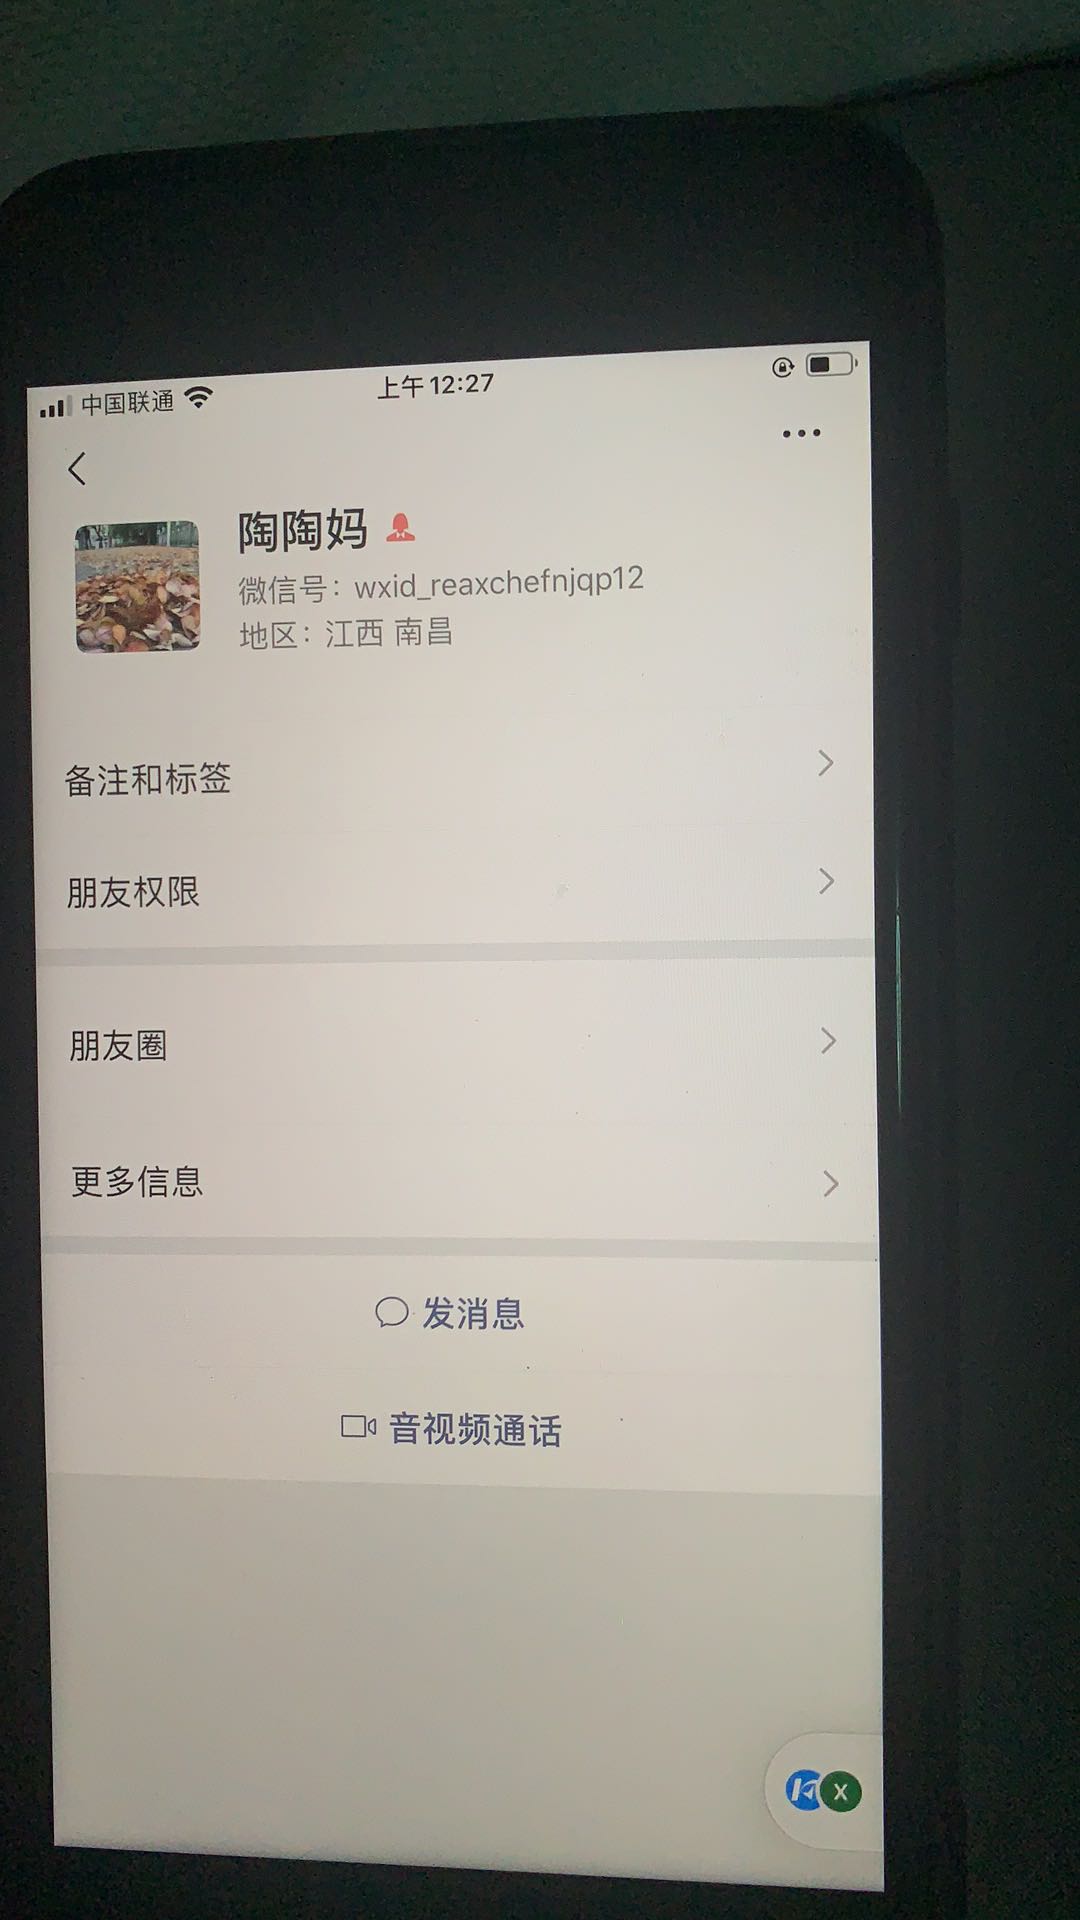 中国联通
上午12:27
陶陶妈
微信号：wxid_reaxchefnjqp12
地区：江西 南昌
备注和标签
朋友权限
朋友圈
更多信息
发消息
音视频通话
X